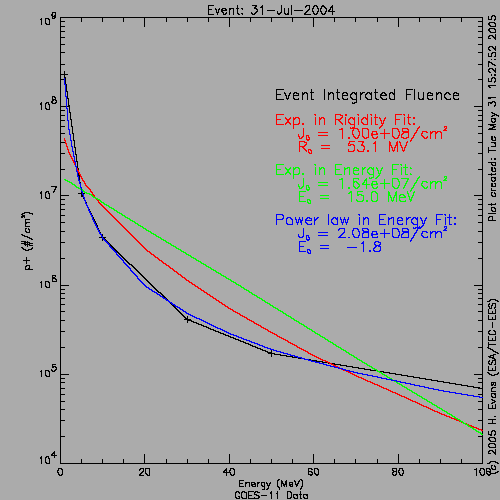 Event: 31-Jul-2004
10⁹
10⁸
10⁷
10⁶
10⁵
10⁴
p+ (#/cm²)
Event Integrated Fluence
Exp. in Rigidity Fit:
J₀ = 1.00e+08/cm²
R₀ = 53.1 MV
Exp. in Energy Fit:
J₀ = 1.64e+07/cm²
E₀ = 15.0 MeV
Power law in Energy Fit:
J₀ = 2.08e+08/cm²
E₀ = -1.8
0 20 40 60 80 100
Energy (MeV)
GOES-11 Data
Plot created: Tue May 31 15:27:52 2005
(c) 2005 H. Evans (ESA/TEC-EES)